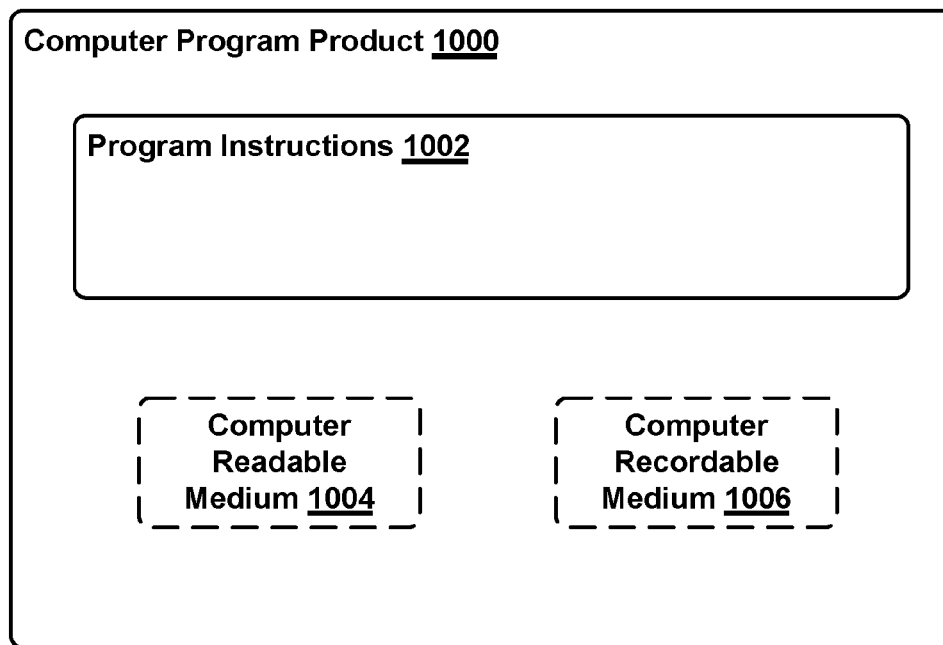 Computer Program Product 1000
Program Instructions 1002
Computer
Readable
Medium 1004
Computer
Recordable
Medium 1006